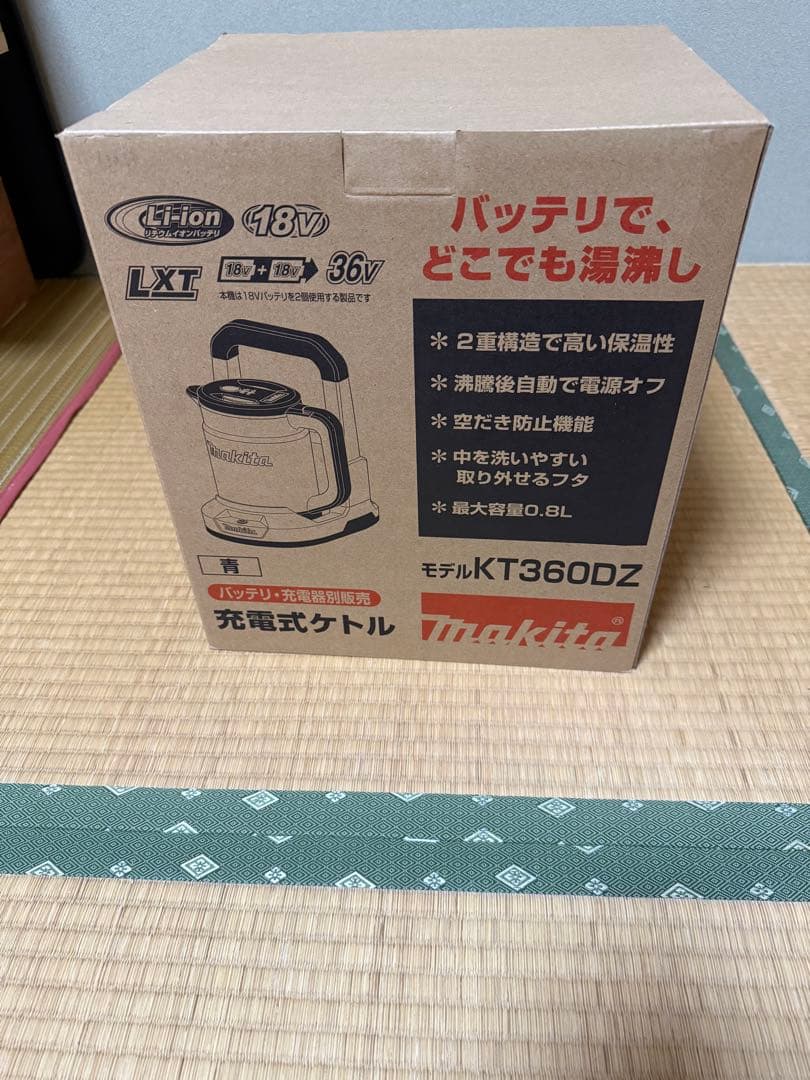 Li-ion 18V
リチウムイオンバッテリ
LXT 18V + 18V 36V
本機は18Vバッテリを2個使用する製品です
バッテリで、
どこでも湯沸し
* 2重構造で高い保温性
* 沸騰後自動で電源オフ
* 空だき防止機能
* 中を洗いやすい
取り外せるフタ
* 最大容量0.8L
makita
makita
青
バッテリ・充電器別販売
充電式ケトル
モデルKT360DZ
makita®